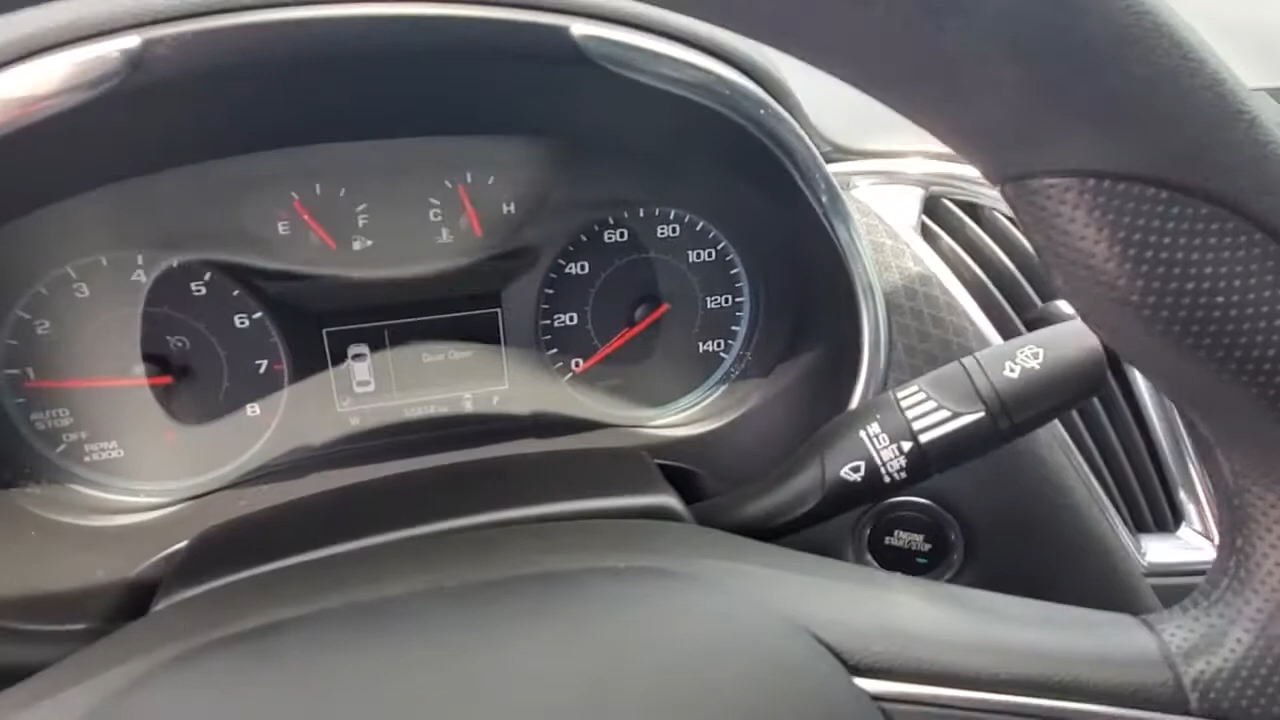 E
F
C
H
1
2
3
4
5
6
7
8
AUTO
STOP
OFF
RPM
x1000
Door Open
W
P
0
20
40
60
80
100
120
140
HI
LO
INT
OFF
1x
ENGINE
START/STOP